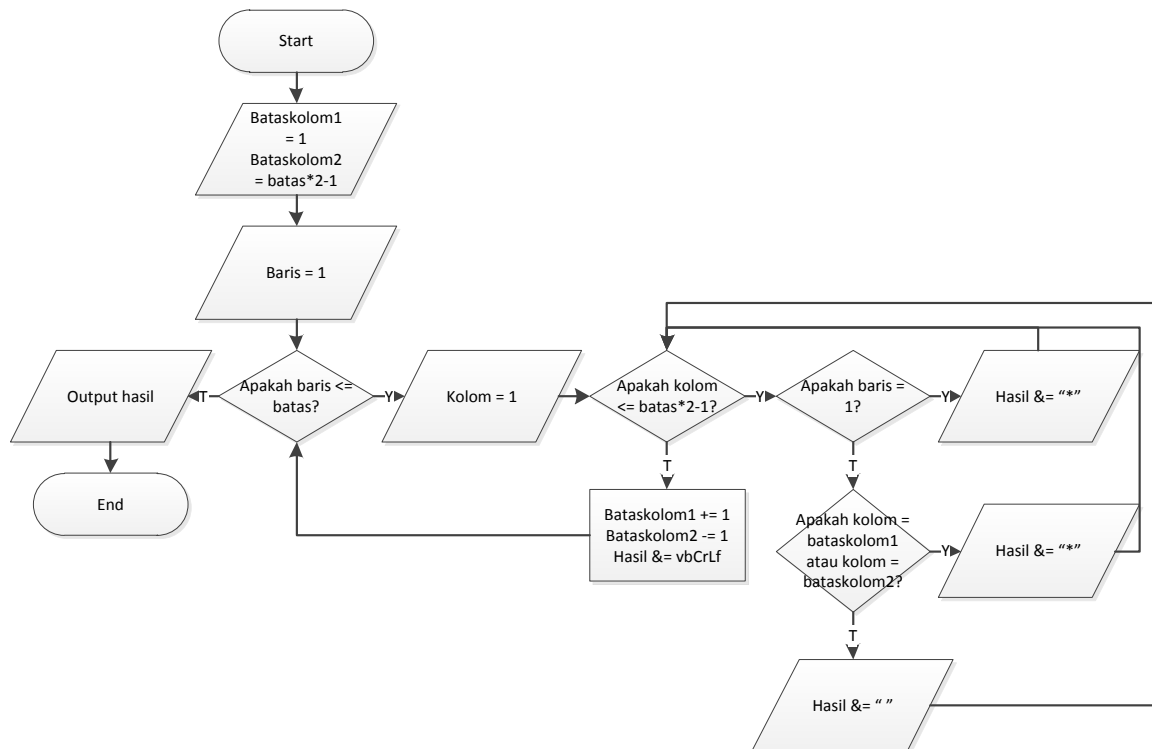 Start
Bataskolom1
= 1
Bataskolom2
= batas*2-1
Baris = 1
Output hasil
T
Apakah baris <=
batas?
Y
Kolom = 1
Apakah kolom
<= batas*2-1?
Y
Apakah baris =
1?
Y
Hasil &= “*”
End
T
T
Bataskolom1 += 1
Bataskolom2 -= 1
Hasil &= vbCrLf
Apakah kolom =
bataskolom1
atau kolom =
bataskolom2?
Y
Hasil &= “*”
T
Hasil &= “ ”